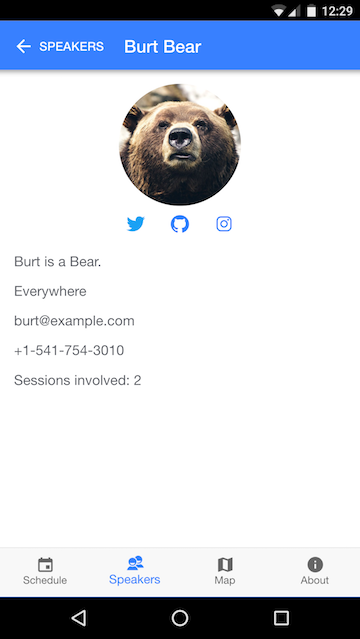 12:29
SPEAKERS Burt Bear
Burt is a Bear.
Everywhere
burt@example.com
+1-541-754-3010
Sessions involved: 2
Schedule Speakers Map About